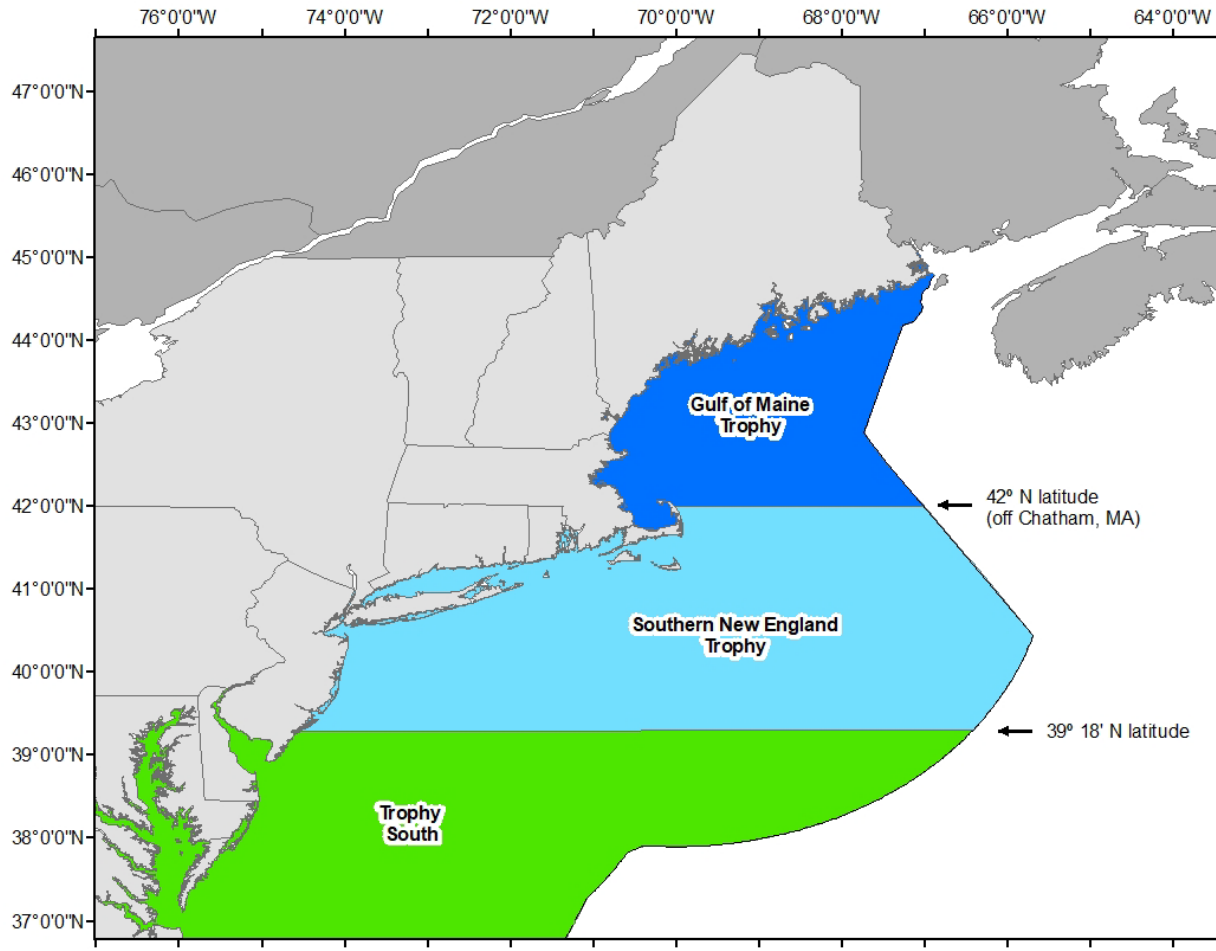 76°0'0"W 74°0'0"W 72°0'0"W 70°0'0"W 68°0'0"W 66°0'0"W 64°0'0"W
47°0'0"N
46°0'0"N
45°0'0"N
44°0'0"N
Gulf of Maine
Trophy
43°0'0"N
42°0'0"N
42º N latitude
(off Chatham, MA)
41°0'0"N
Southern New England
Trophy
40°0'0"N
39º 18' N latitude
39°0'0"N
Trophy
South
38°0'0"N
37°0'0"N